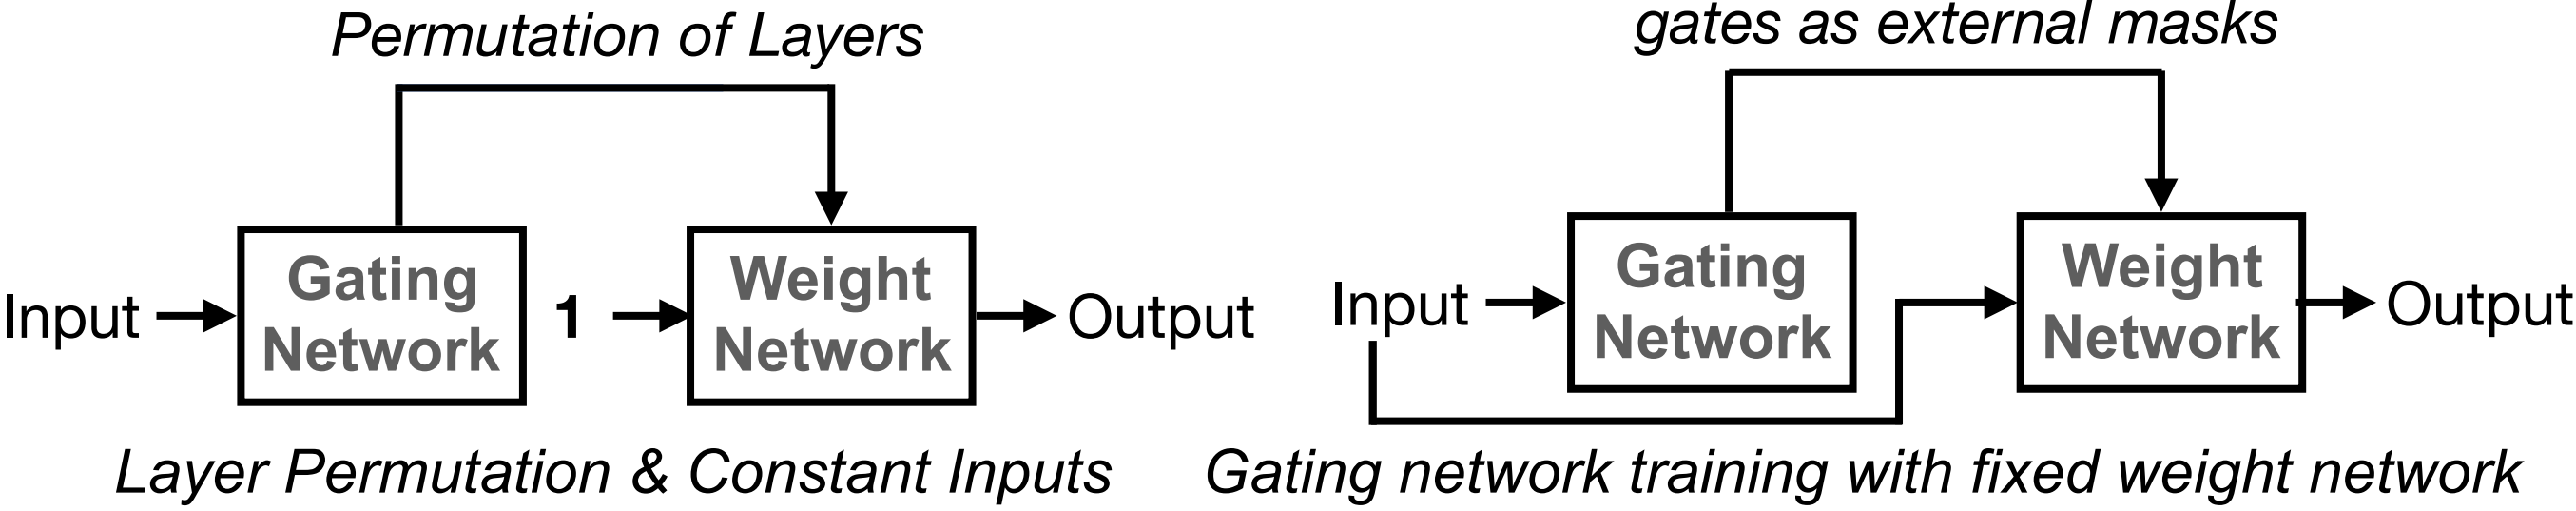 Permutation of Layers
Input
Gating
Network
1
Weight
Network
Output
Layer Permutation & Constant Inputs
gates as external masks
Input
Gating
Network
Weight
Network
Output
Gating network training with fixed weight network